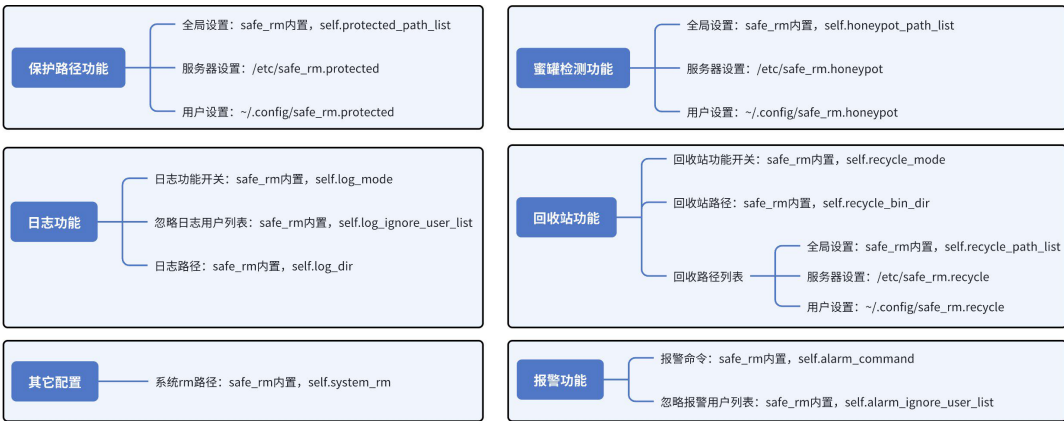 保护路径功能
全局设置：safe_rm内置，self.protected_path_list
服务器设置：/etc/safe_rm.protected
用户设置：~/.config/safe_rm.protected
蜜罐检测功能
全局设置：safe_rm内置，self.honeypot_path_list
服务器设置：/etc/safe_rm.honeypot
用户设置：~/.config/safe_rm.honeypot
日志功能
日志功能开关：safe_rm内置，self.log_mode
忽略日志用户列表：safe_rm内置，self.log_ignore_user_list
日志路径：safe_rm内置，self.log_dir
回收站功能
回收站功能开关：safe_rm内置，self.recycle_mode
回收站路径：safe_rm内置，self.recycle_bin_dir
回收路径列表
全局设置：safe_rm内置，self.recycle_path_list
服务器设置：/etc/safe_rm.recycle
用户设置：~/.config/safe_rm.recycle
其它配置
系统rm路径：safe_rm内置，self.system_rm
报警功能
报警命令：safe_rm内置，self.alarm_command
忽略报警用户列表：safe_rm内置，self.alarm_ignore_user_list